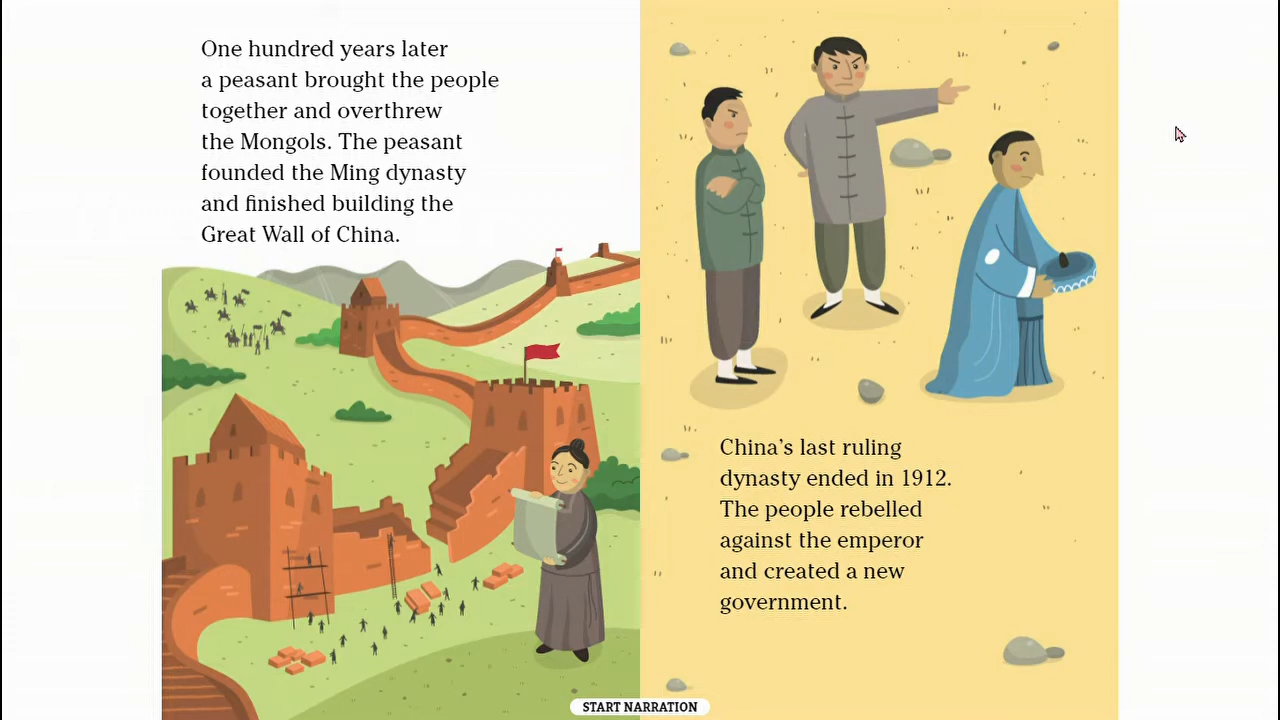 One hundred years later
a peasant brought the people
together and overthrew
the Mongols. The peasant
founded the Ming dynasty
and finished building the
Great Wall of China.
China's last ruling
dynasty ended in 1912.
The people rebelled
against the emperor
and created a new
government.
START NARRATION